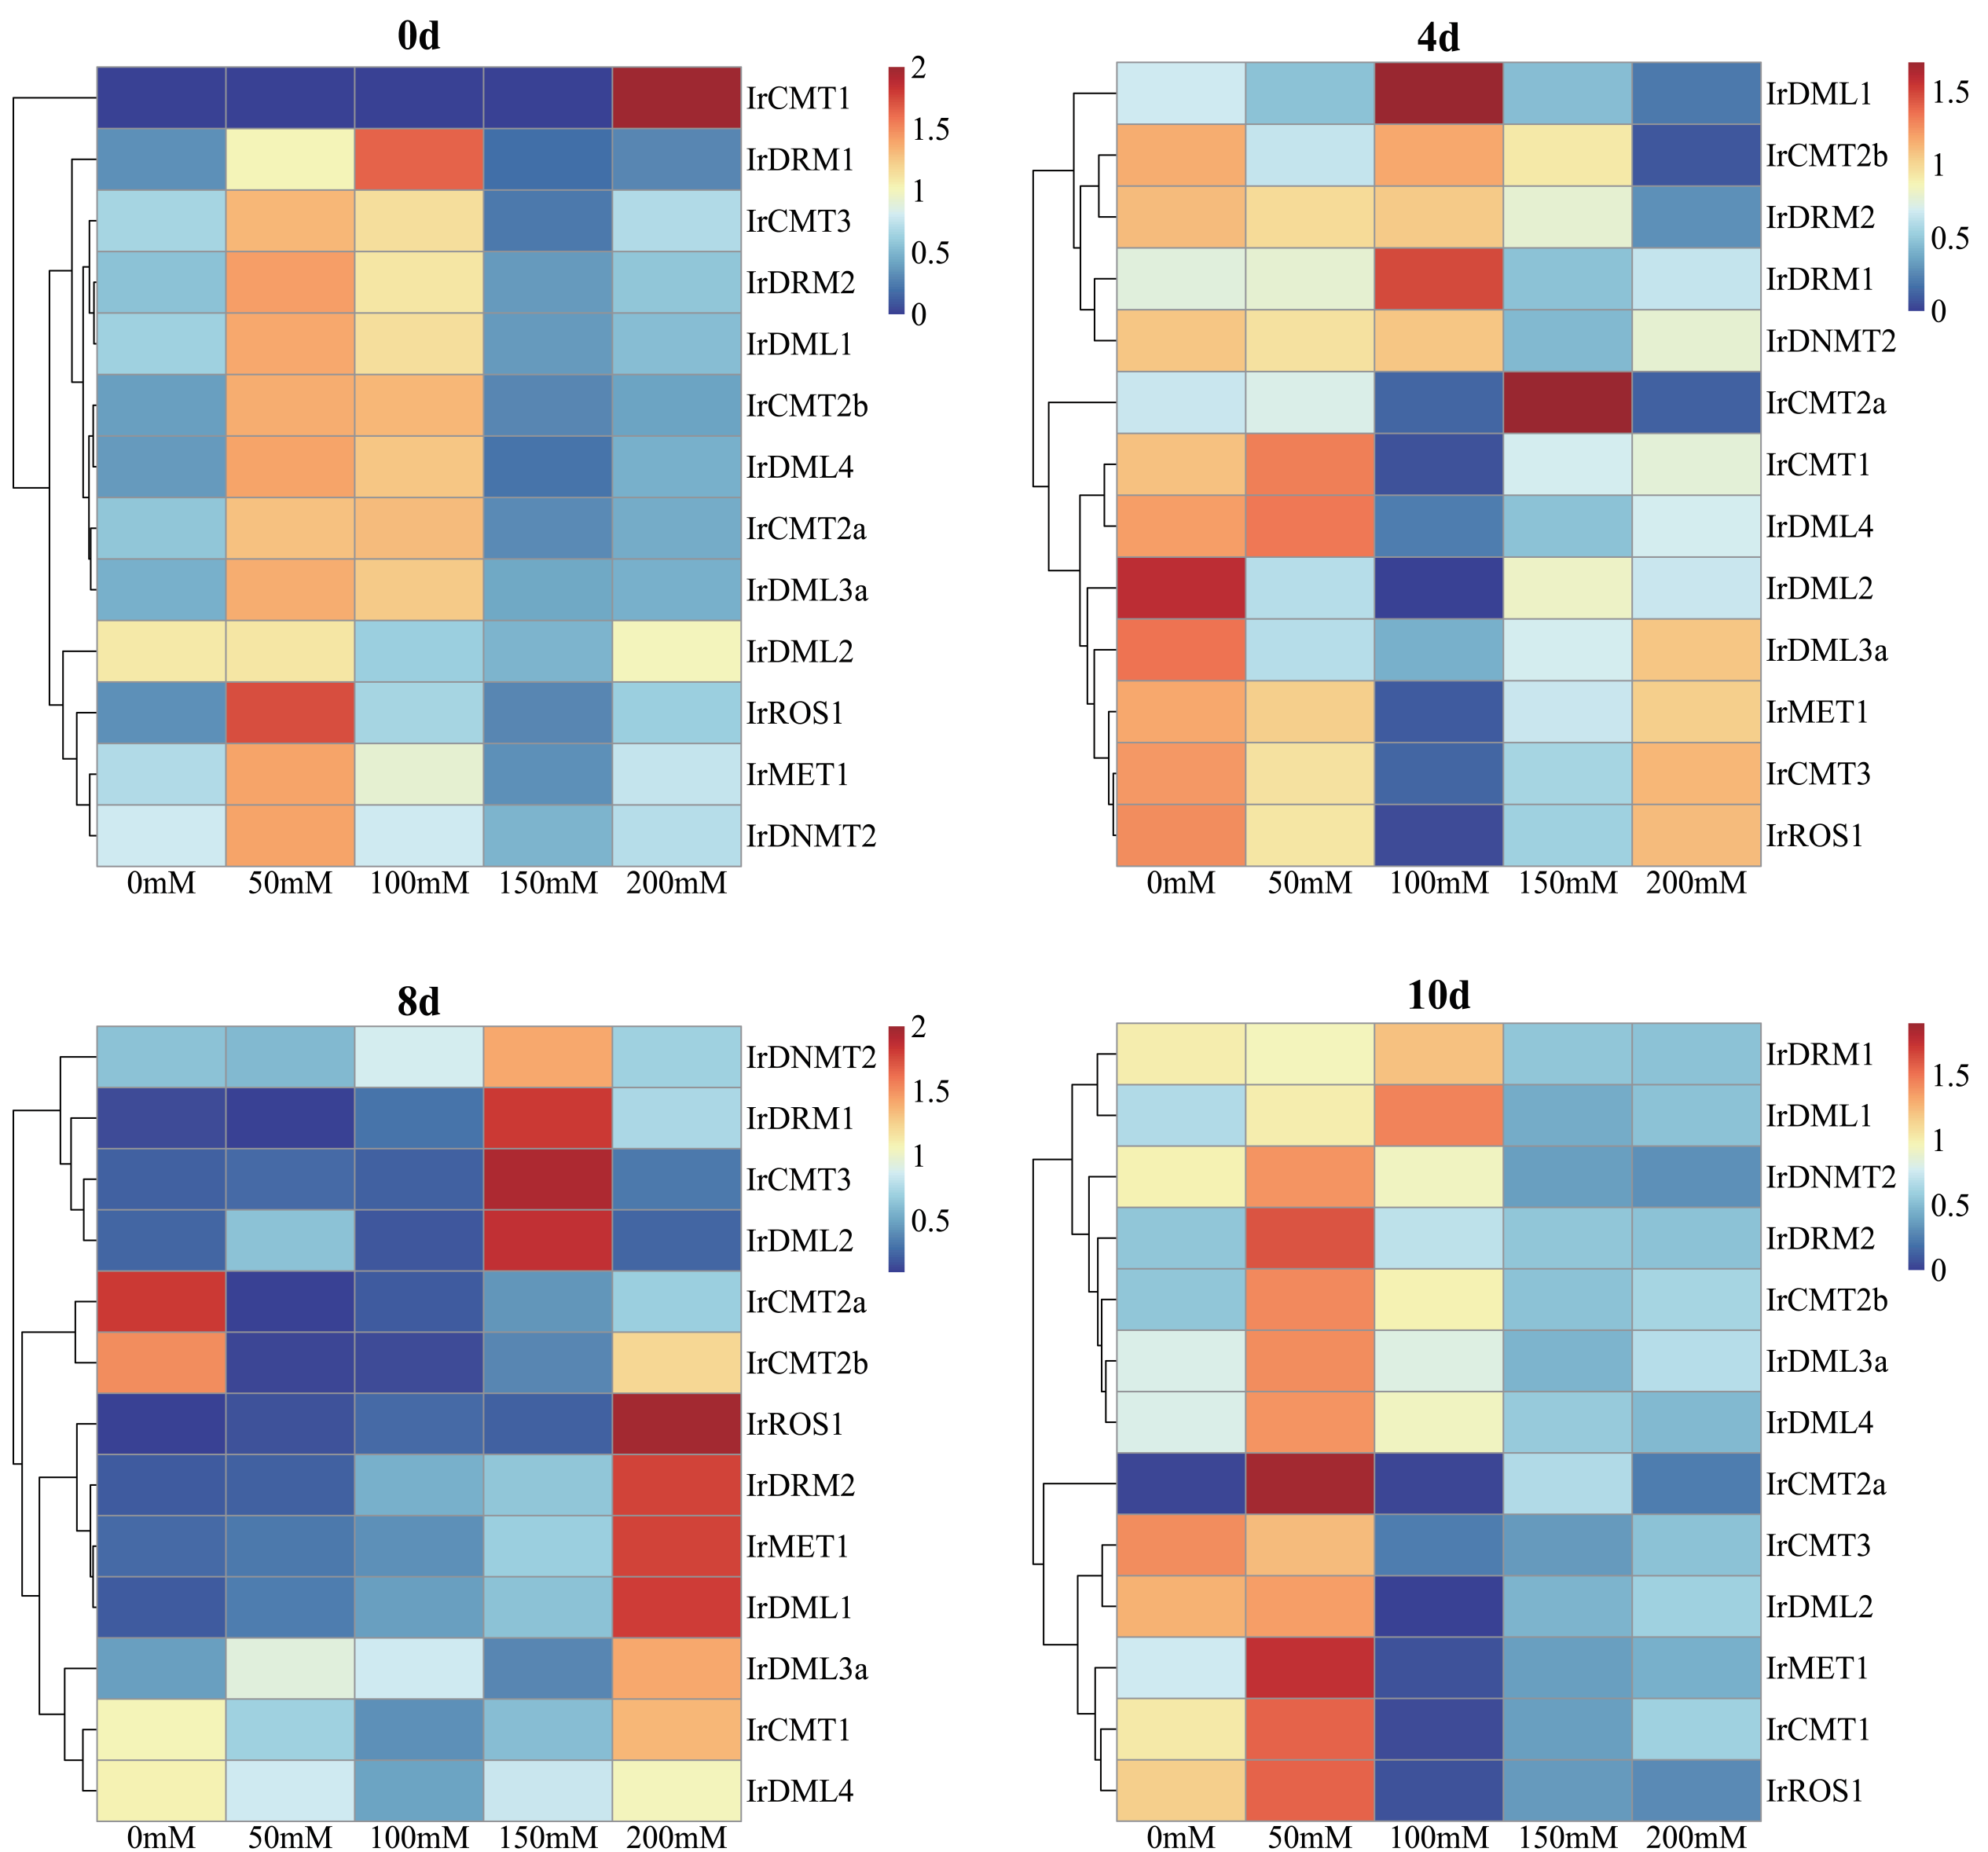 0d
IrCMT1
IrDRM1
IrCMT3
IrDRM2
IrDML1
IrCMT2b
IrDML4
IrCMT2a
IrDML3a
IrDML2
IrROS1
IrMET1
IrDNMT2
0mM 50mM 100mM 150mM 200mM
2
1.5
1
0.5
0
4d
IrDML1
IrCMT2b
IrDRM2
IrDRM1
IrDNMT2
IrCMT2a
IrCMT1
IrDML4
IrDML2
IrDML3a
IrMET1
IrCMT3
IrROS1
0mM 50mM 100mM 150mM 200mM
1.5
1
0.5
0
8d
IrDNMT2
IrDRM1
IrCMT3
IrDML2
IrCMT2a
IrCMT2b
IrROS1
IrDRM2
IrMET1
IrDML1
IrDML3a
IrCMT1
IrDML4
0mM 50mM 100mM 150mM 200mM
2
1.5
1
0.5
10d
IrDRM1
IrDML1
IrDNMT2
IrDRM2
IrCMT2b
IrDML3a
IrDML4
IrCMT2a
IrCMT3
IrDML2
IrMET1
IrCMT1
IrROS1
0mM 50mM 100mM 150mM 200mM
1.5
1
0.5
0